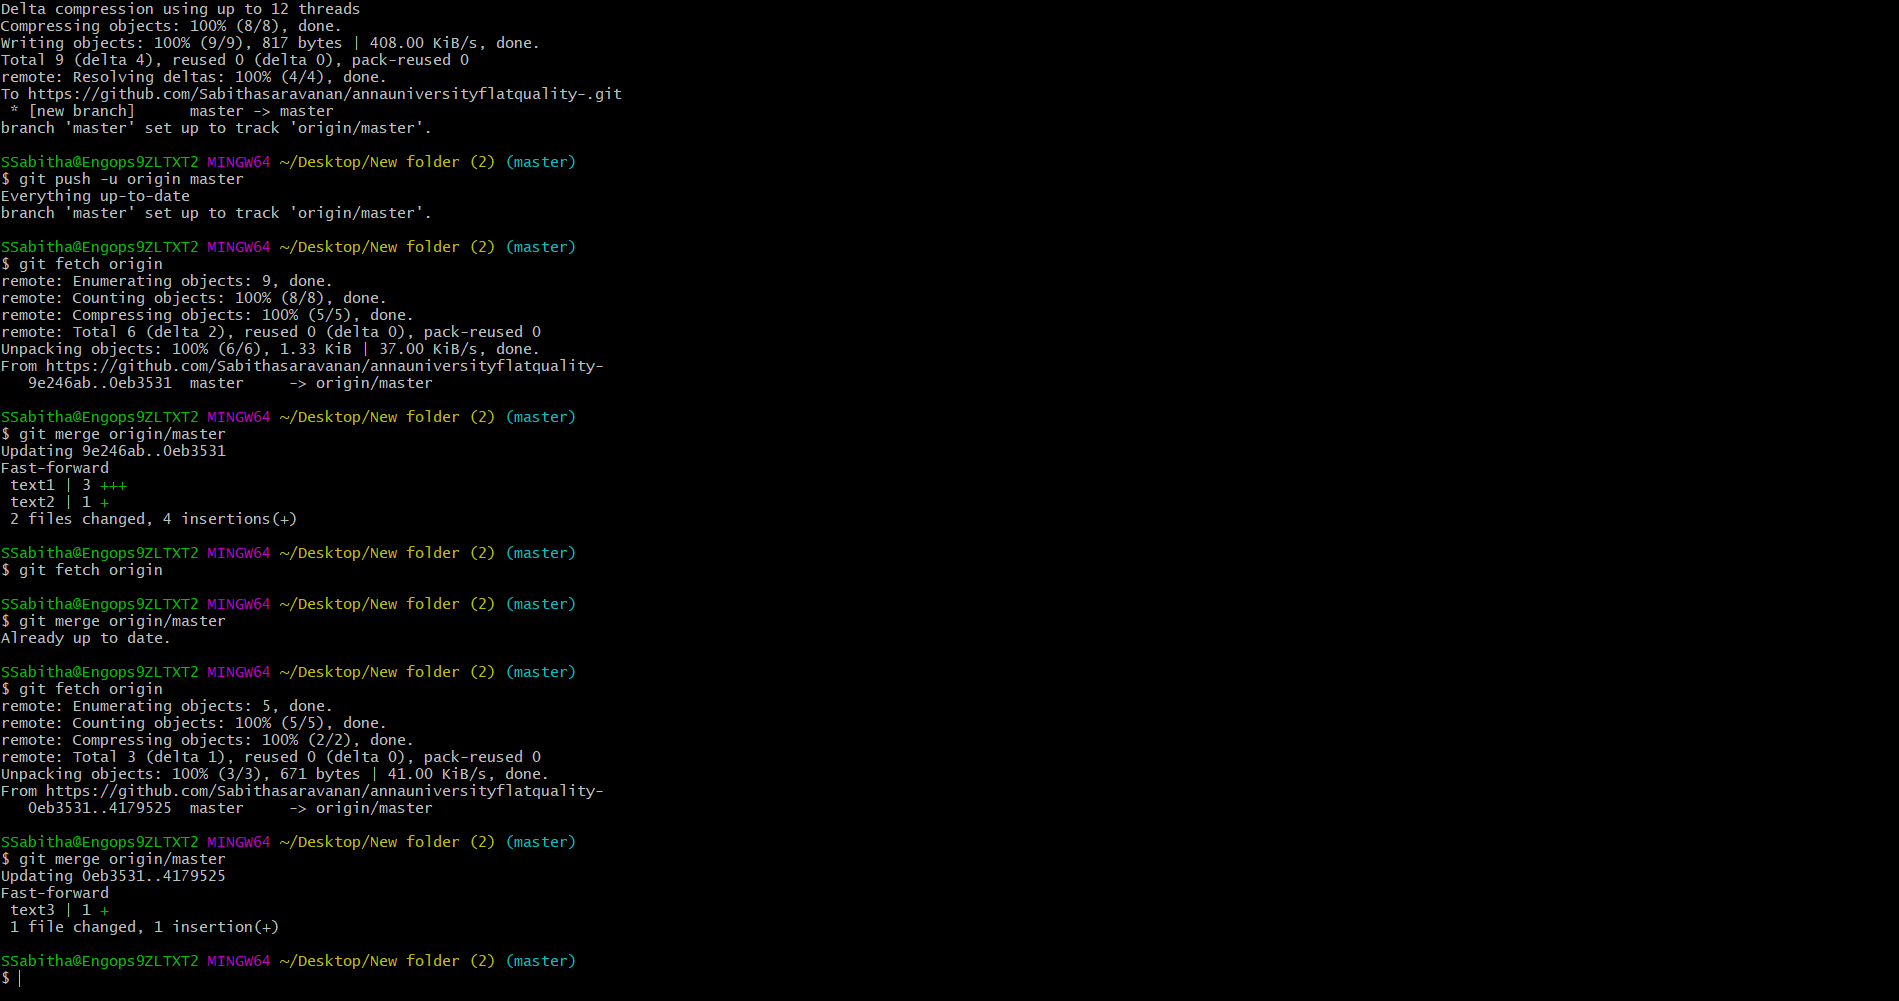 Delta compression using up to 12 threads
Compressing objects: 100% (8/8), done.
Writing objects: 100% (9/9), 817 bytes | 408.00 KiB/s, done.
Total 9 (delta 4), reused 0 (delta 0), pack-reused 0
remote: Resolving deltas: 100% (4/4), done.
To https://github.com/Sabithasaravanan/annauniversityflatquality-.git
 * [new branch]      master -> master
branch 'master' set up to track 'origin/master'.

SSabitha@Engops9ZLTXT2 MINGW64 ~/Desktop/New folder (2) (master)
$ git push -u origin master
Everything up-to-date
branch 'master' set up to track 'origin/master'.

SSabitha@Engops9ZLTXT2 MINGW64 ~/Desktop/New folder (2) (master)
$ git fetch origin
remote: Enumerating objects: 9, done.
remote: Counting objects: 100% (8/8), done.
remote: Compressing objects: 100% (5/5), done.
remote: Total 6 (delta 2), reused 0 (delta 0), pack-reused 0
Unpacking objects: 100% (6/6), 1.33 KiB | 37.00 KiB/s, done.
From https://github.com/Sabithasaravanan/annauniversityflatquality-
   9e246ab..0eb3531  master     -> origin/master

SSabitha@Engops9ZLTXT2 MINGW64 ~/Desktop/New folder (2) (master)
$ git merge origin/master
Updating 9e246ab..0eb3531
Fast-forward
 text1 | 3 +++
 text2 | 1 +
 2 files changed, 4 insertions(+)

SSabitha@Engops9ZLTXT2 MINGW64 ~/Desktop/New folder (2) (master)
$ git fetch origin

SSabitha@Engops9ZLTXT2 MINGW64 ~/Desktop/New folder (2) (master)
$ git merge origin/master
Already up to date.

SSabitha@Engops9ZLTXT2 MINGW64 ~/Desktop/New folder (2) (master)
$ git fetch origin
remote: Enumerating objects: 5, done.
remote: Counting objects: 100% (5/5), done.
remote: Compressing objects: 100% (2/2), done.
remote: Total 3 (delta 1), reused 0 (delta 0), pack-reused 0
Unpacking objects: 100% (3/3), 671 bytes | 41.00 KiB/s, done.
From https://github.com/Sabithasaravanan/annauniversityflatquality-
   0eb3531..4179525  master     -> origin/master

SSabitha@Engops9ZLTXT2 MINGW64 ~/Desktop/New folder (2) (master)
$ git merge origin/master
Updating 0eb3531..4179525
Fast-forward
 text3 | 1 +
 1 file changed, 1 insertion(+)

SSabitha@Engops9ZLTXT2 MINGW64 ~/Desktop/New folder (2) (master)
$